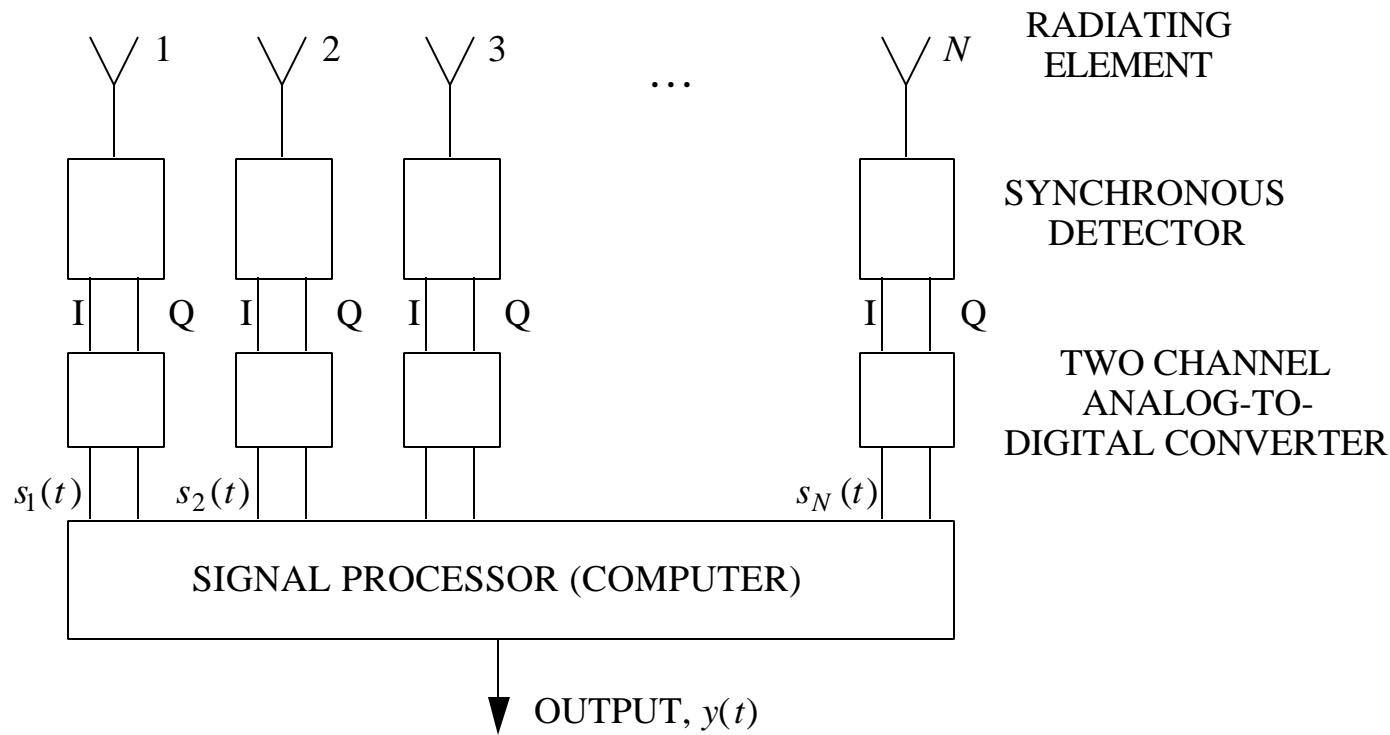 1 2 3 … N
RADIATING
ELEMENT
SYNCHRONOUS
DETECTOR
I Q I Q I Q I Q
TWO CHANNEL
ANALOG-TO-
DIGITAL CONVERTER
s1(t) s2(t) sN(t)
SIGNAL PROCESSOR (COMPUTER)
OUTPUT, y(t)